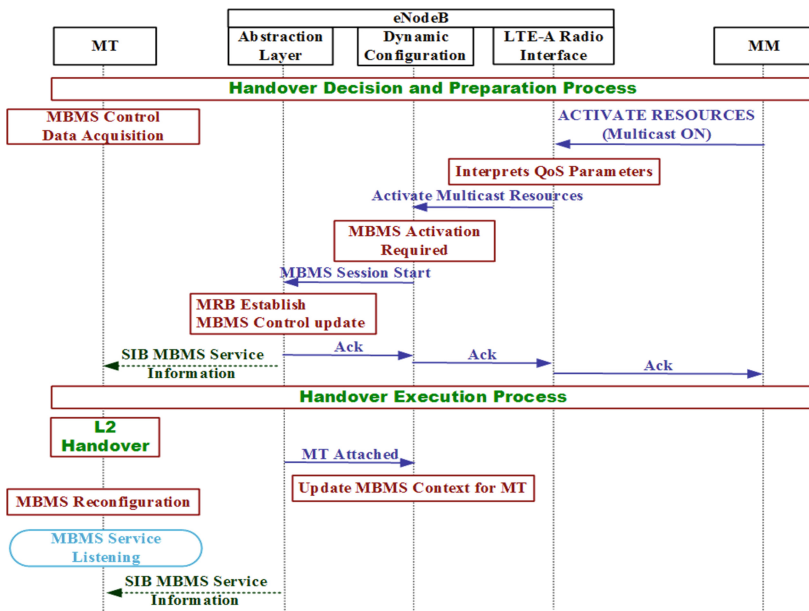 eNodeB
MT
Abstraction
Layer
Dynamic
Configuration
LTE-A Radio
Interface
MM
Handover Decision and Preparation Process
MBMS Control
Data Acquisition
ACTIVATE RESOURCES
(Multicast ON)
Interprets QoS Parameters
Activate Multicast Resources
MBMS Activation
Required
MBMS Session Start
MRB Establish
MBMS Control update
SIB MBMS Service
Information
Ack
Ack
Ack
Handover Execution Process
L2
Handover
MT Attached
Update MBMS Context for MT
MBMS Reconfiguration
MBMS Service
Listening
SIB MBMS Service
Information